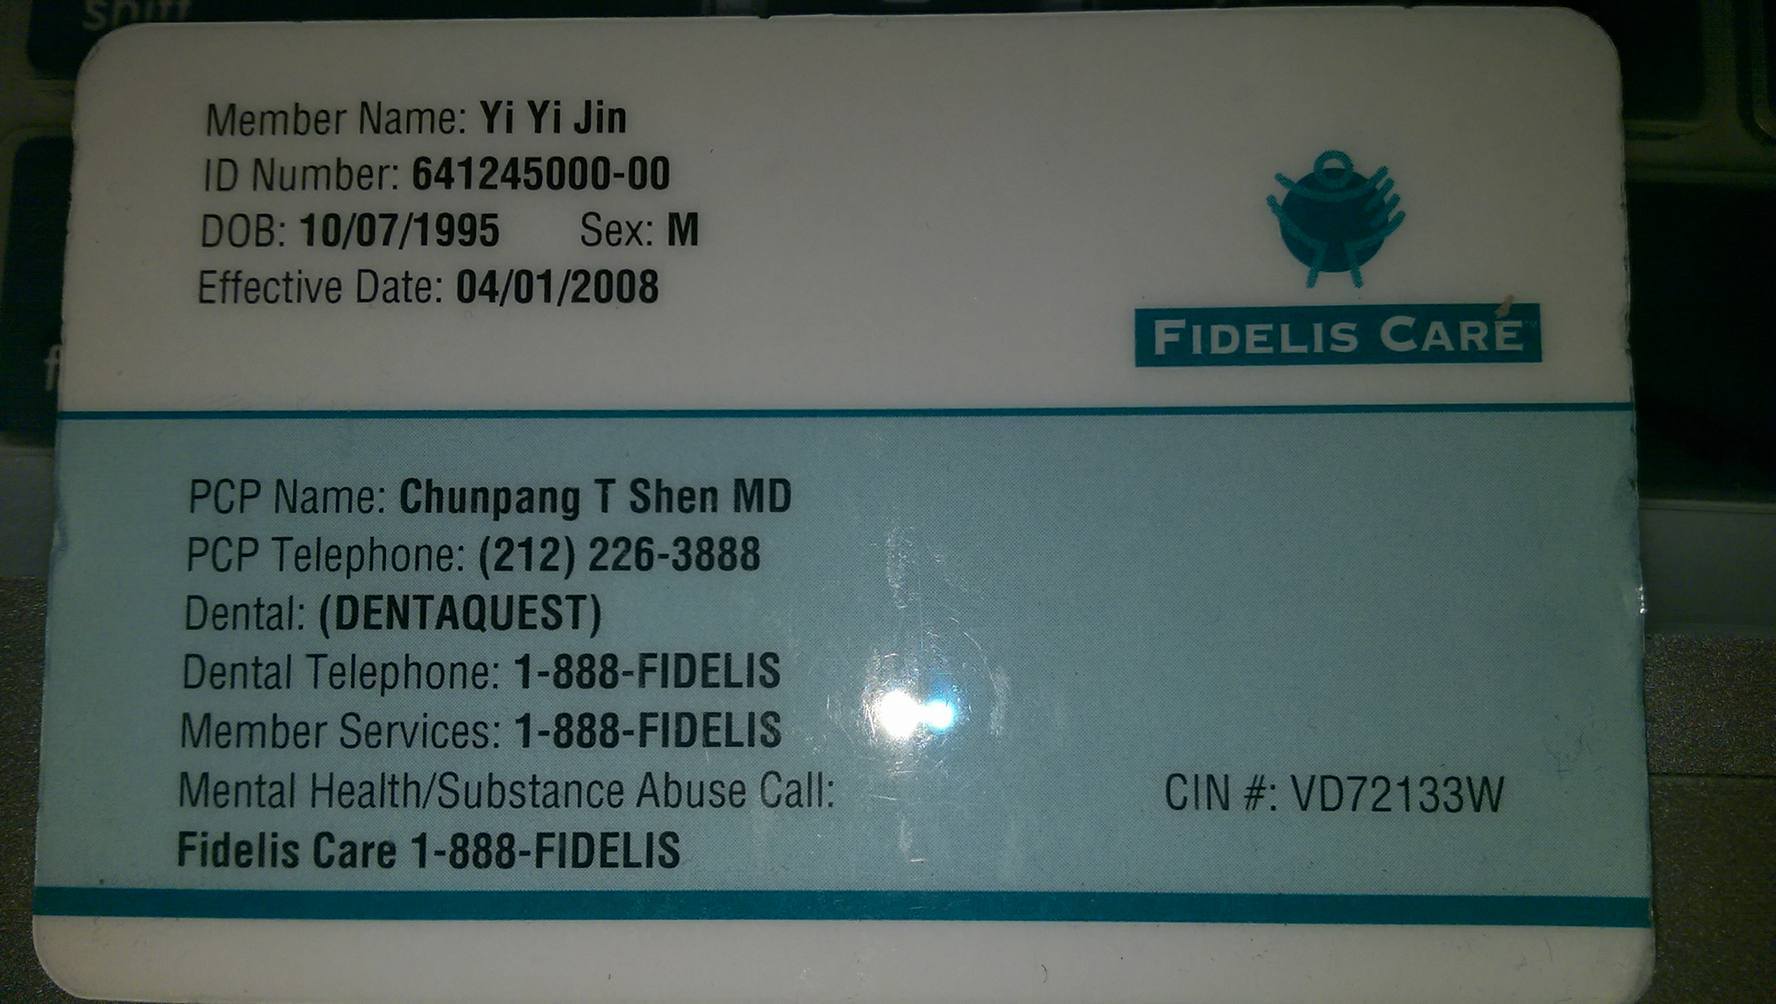 shift
Member Name: Yi Yi Jin
ID Number: 641245000-00
DOB: 10/07/1995 Sex: M
Effective Date: 04/01/2008
FIDELIS CARE™
PCP Name: Chunpang T Shen MD
PCP Telephone: (212) 226-3888
Dental: (DENTAQUEST)
Dental Telephone: 1-888-FIDELIS
Member Services: 1-888-FIDELIS
Mental Health/Substance Abuse Call:
Fidelis Care 1-888-FIDELIS
CIN #: VD72133W